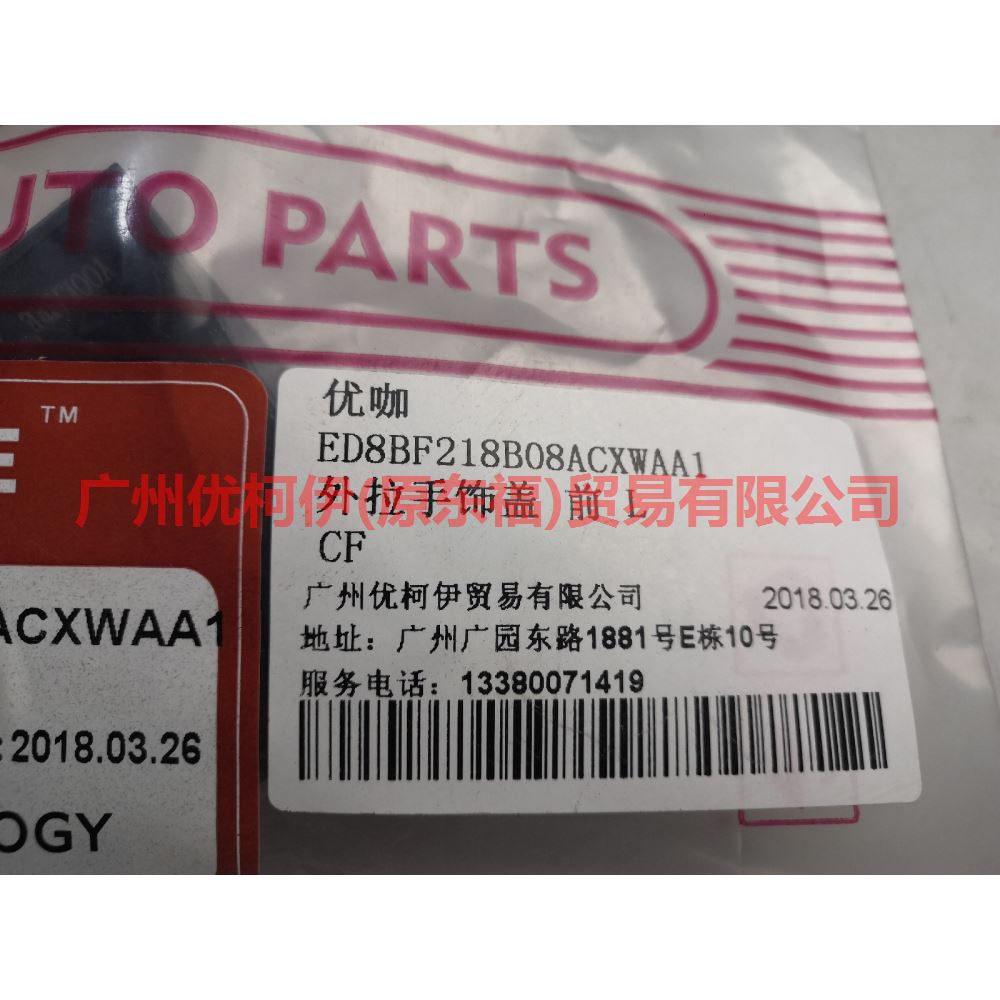 UTO PARTS
TM
E
优咖
ED8BF218B08ACXWAA1
外拉手饰盖 前 L
CF
广州优柯伊(原东福)贸易有限公司
广州优柯伊贸易有限公司 2018.03.26
地址：广州广园东路1881号E栋10号
服务电话：13380071419
ACXWAA1
:2018.03.26
OGY